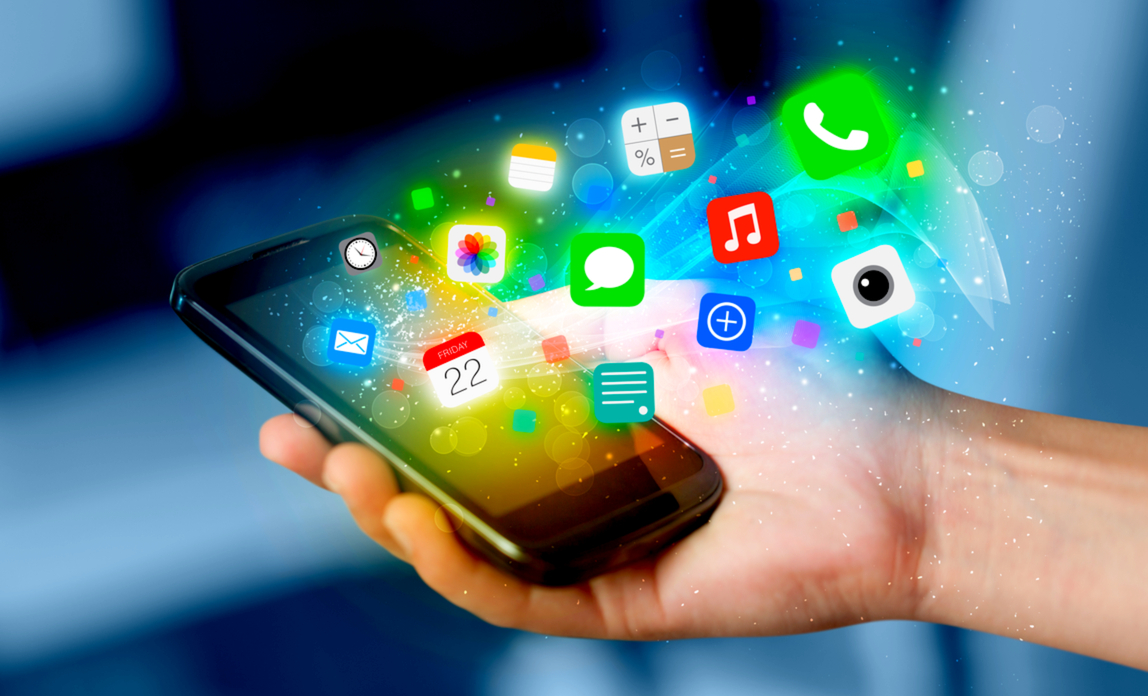 + −
% =
FRIDAY
22